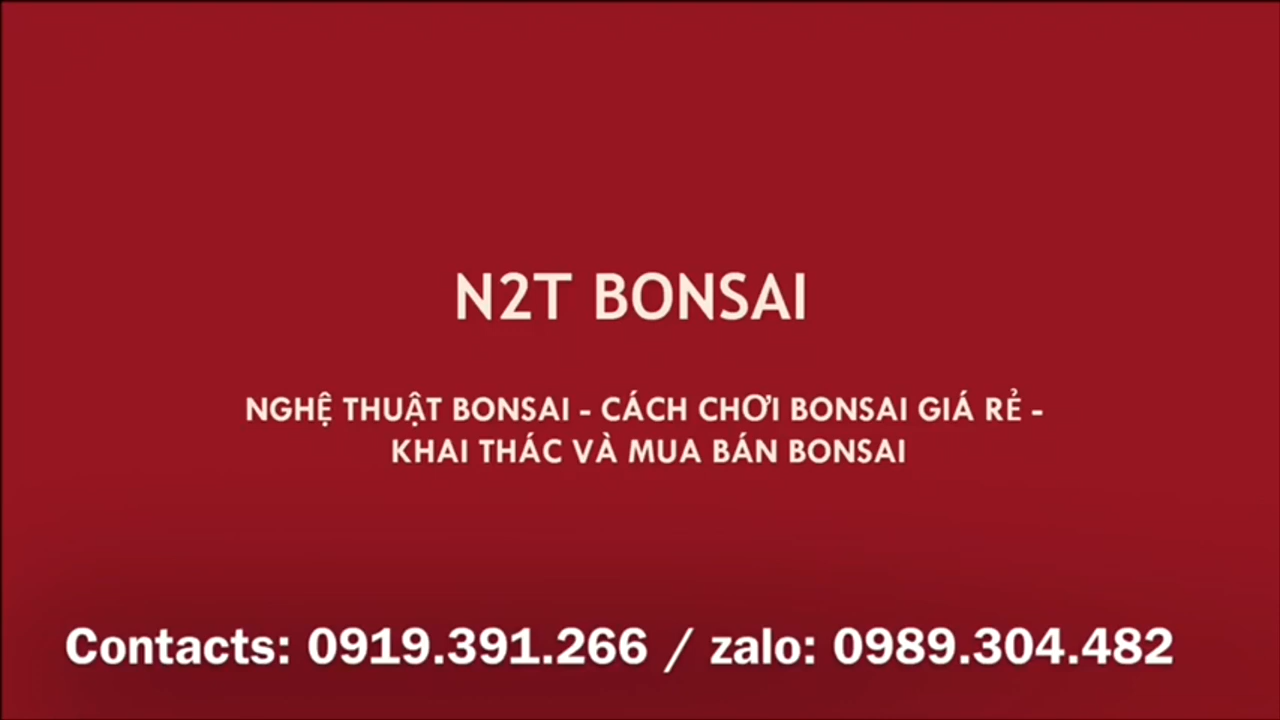 N2T BONSAI
NGHỆ THUẬT BONSAI - CÁCH CHƠI BONSAI GIÁ RẺ -
KHAI THÁC VÀ MUA BÁN BONSAI
Contacts: 0919.391.266 / zalo: 0989.304.482